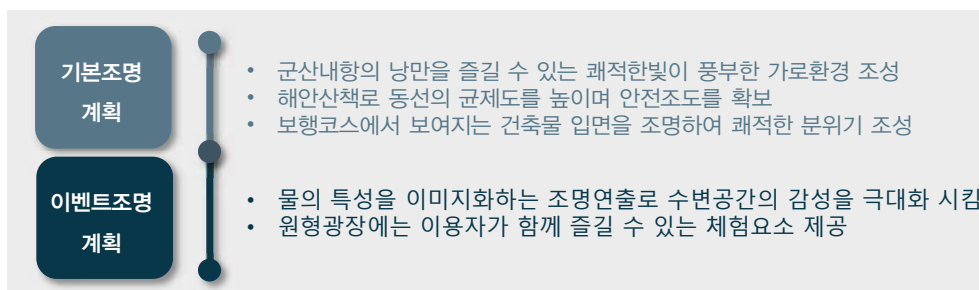 기본조명
계획
• 군산내항의 낭만을 즐길 수 있는 쾌적한빛이 풍부한 가로환경 조성
• 해안산책로 동선의 균제도를 높이며 안전조도를 확보
• 보행코스에서 보여지는 건축물 입면을 조명하여 쾌적한 분위기 조성
이벤트조명
계획
• 물의 특성을 이미지화하는 조명연출로 수변공간의 감성을 극대화 시킴
• 원형광장에는 이용자가 함께 즐길 수 있는 체험요소 제공